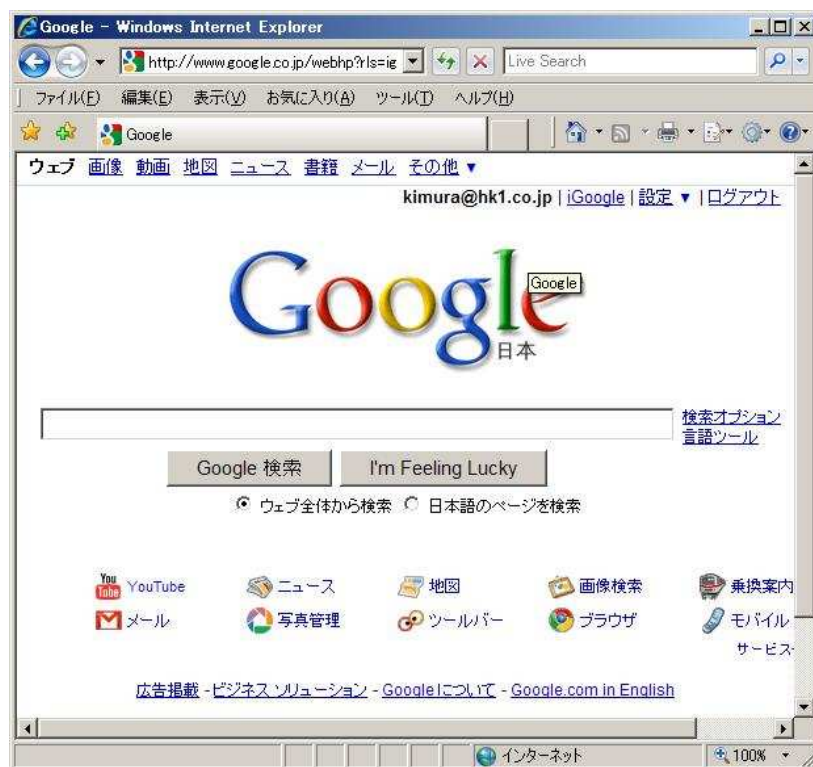 Google - Windows Internet Explorer
http://www.google.co.jp/webhp?rls=ig
Live Search
ファイル(F) 編集(E) 表示(V) お気に入り(A) ツール(T) ヘルプ(H)
Google
ウェブ 画像 動画 地図 ニュース 書籍 メール その他 ▼
kimura@hk1.co.jp | iGoogle | 設定 ▼ | ログアウト
Google
Google
日本
検索オプション
言語ツール
Google 検索 I'm Feeling Lucky
ウェブ全体から検索 日本語のページを検索
You Tube YouTube ニュース 地図 画像検索 乗換案内
メール 写真管理 ツールバー ブラウザ モバイル
サービス
広告掲載 - ビジネス ソリューション - Google について - Google.com in English
インターネット 100%